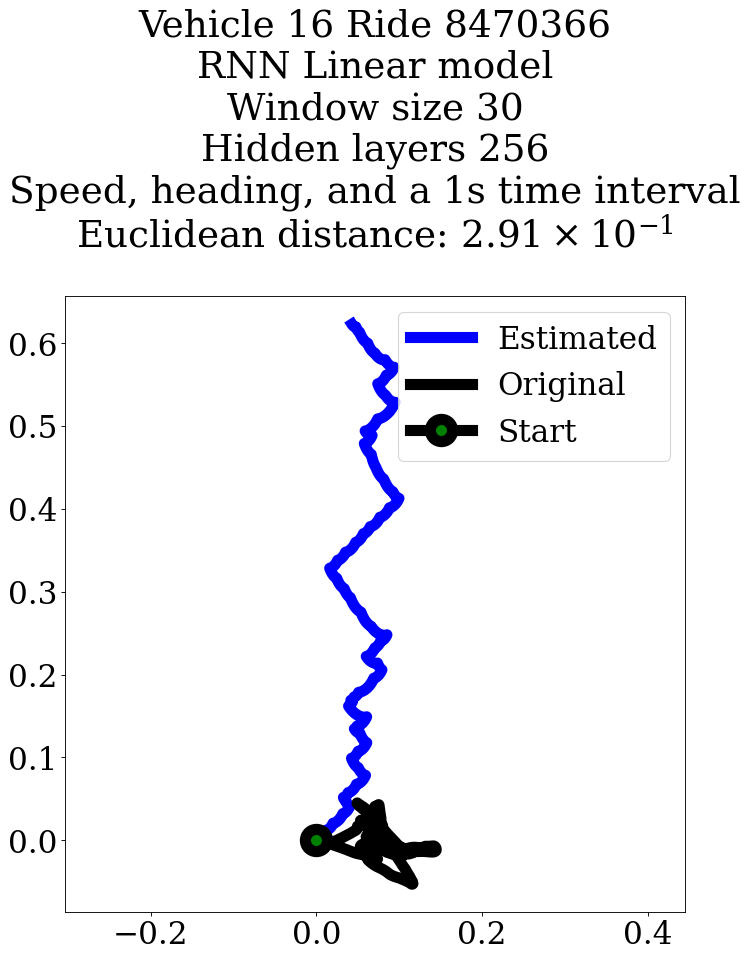 Vehicle 16 Ride 8470366
RNN Linear model
Window size 30
Hidden layers 256
Speed, heading, and a 1s time interval
Euclidean distance: 2.91 × 10⁻¹
Estimated
Original
Start
0.6
0.5
0.4
0.3
0.2
0.1
0.0
−0.2 0.0 0.2 0.4